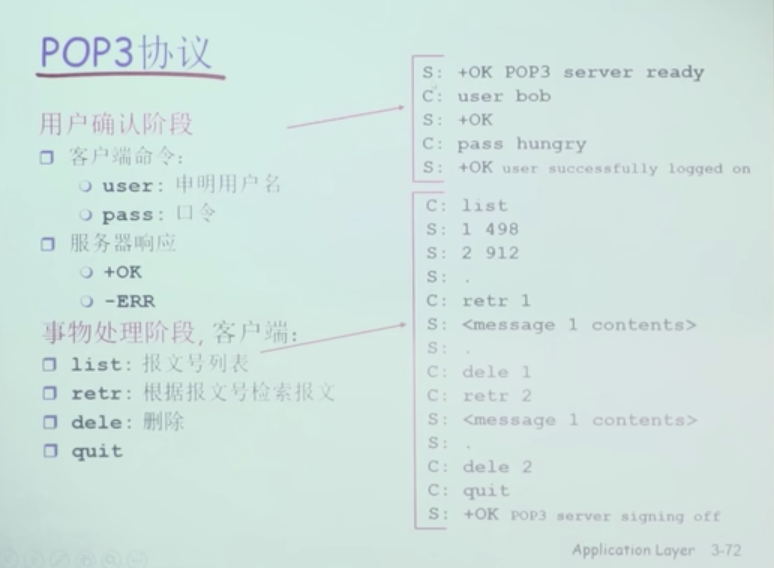 POP3协议
用户确认阶段
客户端命令:
user: 申明用户名
pass: 口令
服务器响应
+OK
-ERR
事物处理阶段, 客户端:
list: 报文号列表
retr: 根据报文号检索报文
dele: 删除
quit
S: +OK POP3 server ready
C: user bob
S: +OK
C: pass hungry
S: +OK user successfully logged on
C: list
S: 1 498
S: 2 912
S: .
C: retr 1
S: <message 1 contents>
S: .
C: dele 1
C: retr 2
S: <message 1 contents>
S: .
C: dele 2
C: quit
S: +OK POP3 server signing off
Application Layer 3-72